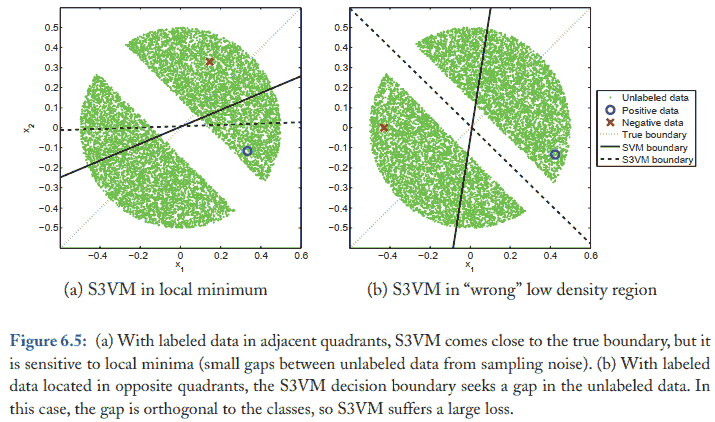 0.5
0.4
0.3
0.2
0.1
0
−0.1
−0.2
−0.3
−0.4
−0.5
x2
−0.4 −0.2 0 0.2 0.4 0.6
x1
(a) S3VM in local minimum
0.5
0.4
0.3
0.2
0.1
0
−0.1
−0.2
−0.3
−0.4
−0.5
−0.4 −0.2 0 0.2 0.4 0.6
x1
(b) S3VM in “wrong” low density region
Unlabeled data
Positive data
Negative data
True boundary
SVM boundary
S3VM boundary
Figure 6.5: (a) With labeled data in adjacent quadrants, S3VM comes close to the true boundary, but it
is sensitive to local minima (small gaps between unlabeled data from sampling noise). (b) With labeled
data located in opposite quadrants, the S3VM decision boundary seeks a gap in the unlabeled data. In
this case, the gap is orthogonal to the classes, so S3VM suffers a large loss.